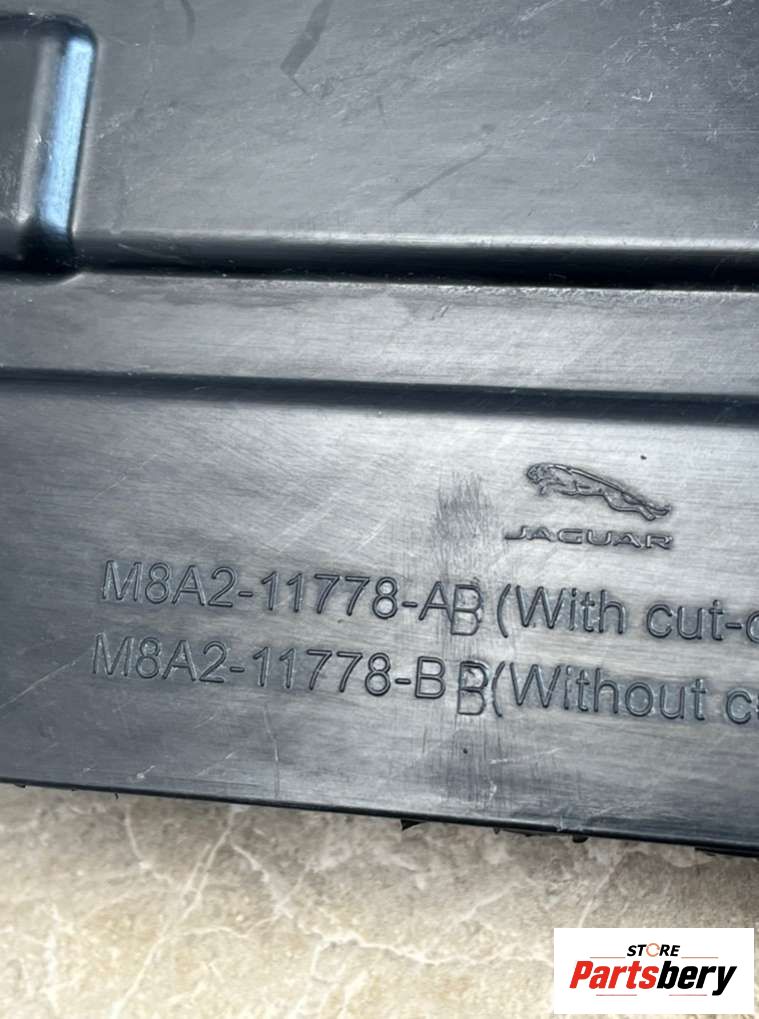 JAGUAR
M8A2-11778-AB (With cut-
M8A2-11778-BB (Without
STORE
Partsbery